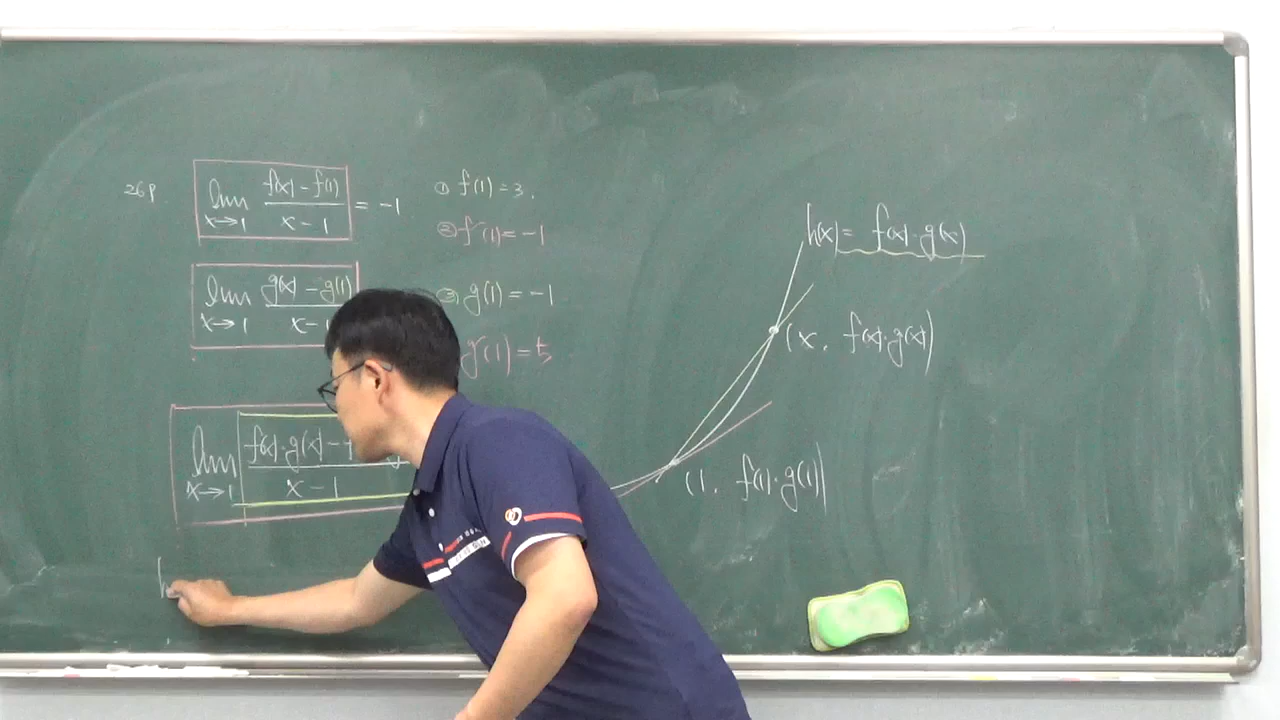 26p.
lim x→1 f(x) - f(1) / x - 1 = -1
① f(1) = 3.
② f'(1) = -1
lim x→1 g(x) - g(1) / x - 1
③ g(1) = -1
g'(1) = 5
lim x→1 f(x)·g(x) - / x - 1
h
h(x) = f(x)·g(x)
(x, f(x)·g(x))
(1, f(1)·g(1))